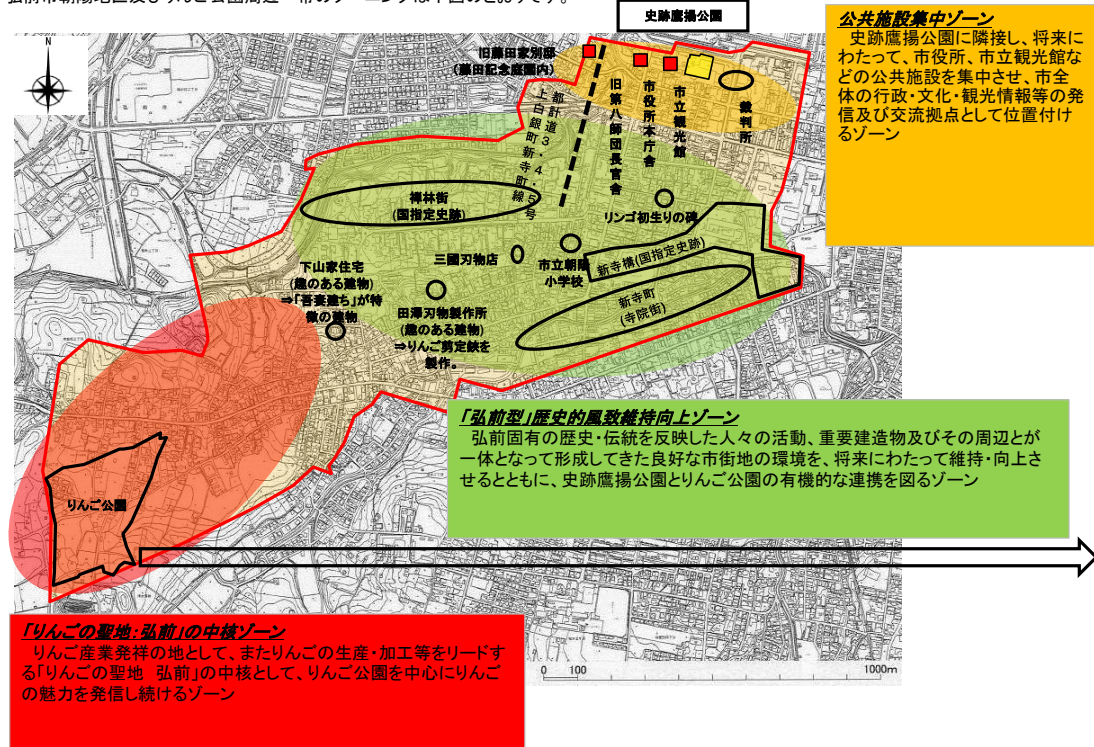 史跡鷹揚公園
公共施設集中ゾーン
史跡鷹揚公園に隣接し、将来に
わたって、市役所、市立観光館な
どの公共施設を集中させ、市全
体の行政・文化・観光情報等の発
信及び交流拠点として位置付け
るゾーン
N
旧藤田家別邸
(藤田記念庭園内)
都計道3・4・5号
上白銀町新寺町線
旧第八師団長官舎
市役所本庁舎
市立観光館
裁判所
禅林街
(国指定史跡)
リンゴ初生りの碑
三國刃物店
市立朝陽
小学校
新寺構(国指定史跡)
新寺町
(寺院街)
下山家住宅
(趣のある建物)
⇒「吾妻建ち」が特
徴の建物
田澤刃物製作所
(趣のある建物)
⇒りんご剪定鋏を
製作。
「弘前型」歴史的風致維持向上ゾーン
弘前固有の歴史・伝統を反映した人々の活動、重要建造物及びその周辺とが
一体となって形成してきた良好な市街地の環境を、将来にわたって維持・向上さ
せるとともに、史跡鷹揚公園とりんご公園の有機的な連携を図るゾーン
りんご公園
「りんごの聖地:弘前」の中核ゾーン
りんご産業発祥の地として、またりんごの生産・加工等をリードす
る「りんごの聖地 弘前」の中核として、りんご公園を中心にりんご
の魅力を発信し続けるゾーン
0 100 1000m